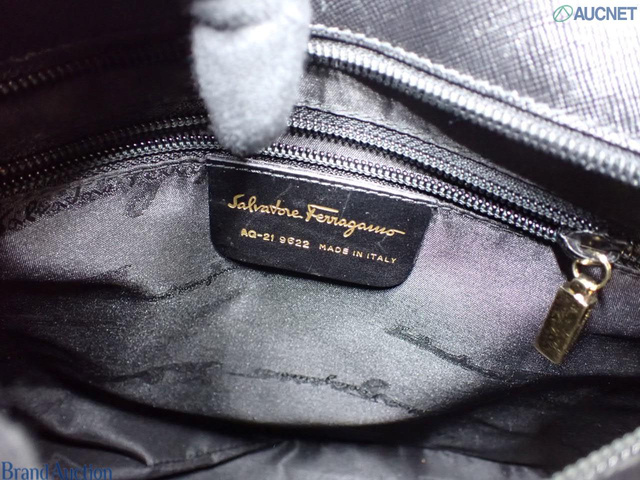 AUCNET
Salvatore Ferragamo
AQ-21 9622 MADE IN ITALY
Brand Auction